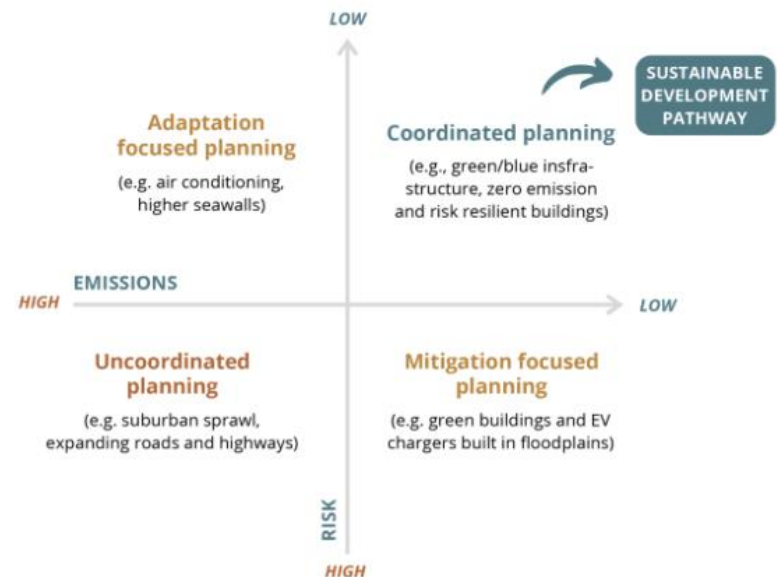 LOW
SUSTAINABLE
DEVELOPMENT
PATHWAY
Adaptation
focused planning
(e.g. air conditioning,
higher seawalls)
Coordinated planning
(e.g., green/blue insfra-
structure, zero emission
and risk resilient buildings)
EMISSIONS
HIGH
LOW
Uncoordinated
planning
(e.g. suburban sprawl,
expanding roads and highways)
Mitigation focused
planning
(e.g. green buildings and EV
chargers built in floodplains)
RISK
HIGH